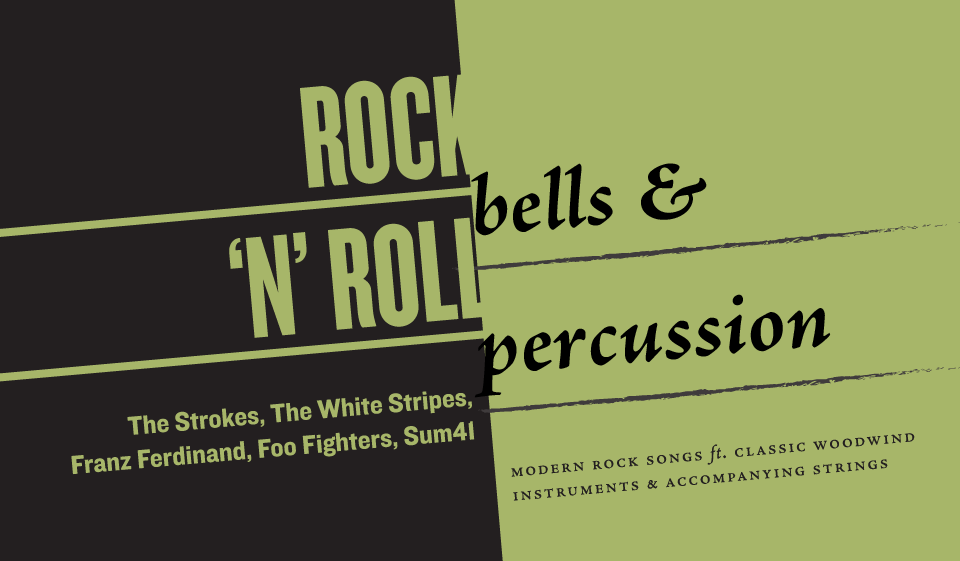 ROCK
‘N’ ROLL
The Strokes, The White Stripes,
Franz Ferdinand, Foo Fighters, Sum41
bells &
percussion
MODERN ROCK SONGS ft. CLASSIC WOODWIND
INSTRUMENTS & ACCOMPANYING STRINGS